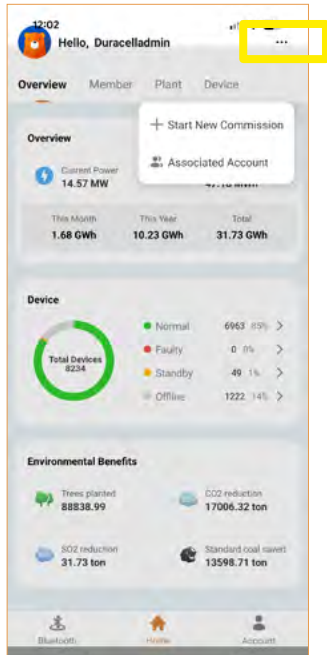 12:02
Hello, Duracelladmin
...
Overview Member Plant Device
+ Start New Commission
Associated Account
Overview
Current Power
14.57 MW
This Month This Year Total
1.68 GWh 10.23 GWh 31.73 GWh
Device
Total Devices
8234
Normal 6963 85% >
Faulty 0 0% >
Standby 49 1% >
Offline 1222 14% >
Environmental Benefits
Trees planted CO2 reduction
88838.99 17006.32 ton
SO2 reduction Standard coal saved
31.73 ton 13598.71 ton
Bluetooth Home Account